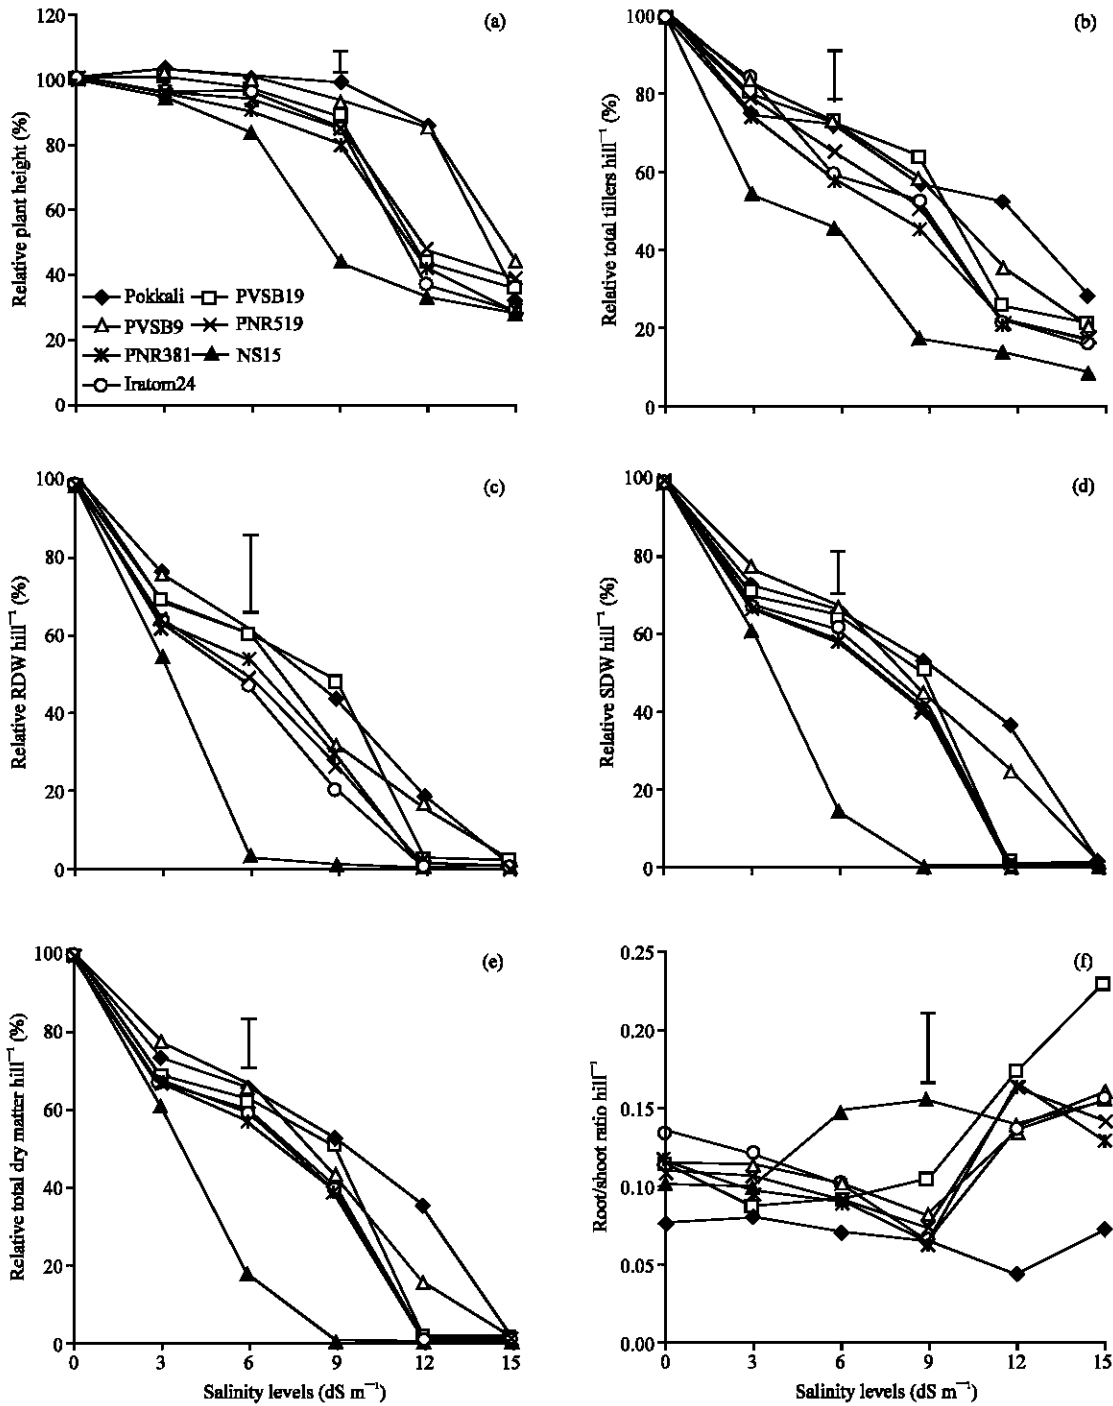 (a)
Relative plant height (%)
120
100
80
60
40
20
0
Pokkali
PVSB19
PVSB9
PNR519
PNR381
NS15
Iratom24
(b)
Relative total tillers hill⁻¹ (%)
100
80
60
40
20
0
(c)
Relative RDW hill⁻¹ (%)
100
80
60
40
20
0
(d)
Relative SDW hill⁻¹ (%)
100
80
60
40
20
0
(e)
Relative total dry matter hill⁻¹ (%)
100
80
60
40
20
0
0 3 6 9 12 15
Salinity levels (dS m⁻¹)
(f)
Root/shoot ratio hill⁻¹
0.25
0.20
0.15
0.10
0.05
0.00
0 3 6 9 12 15
Salinity levels (dS m⁻¹)